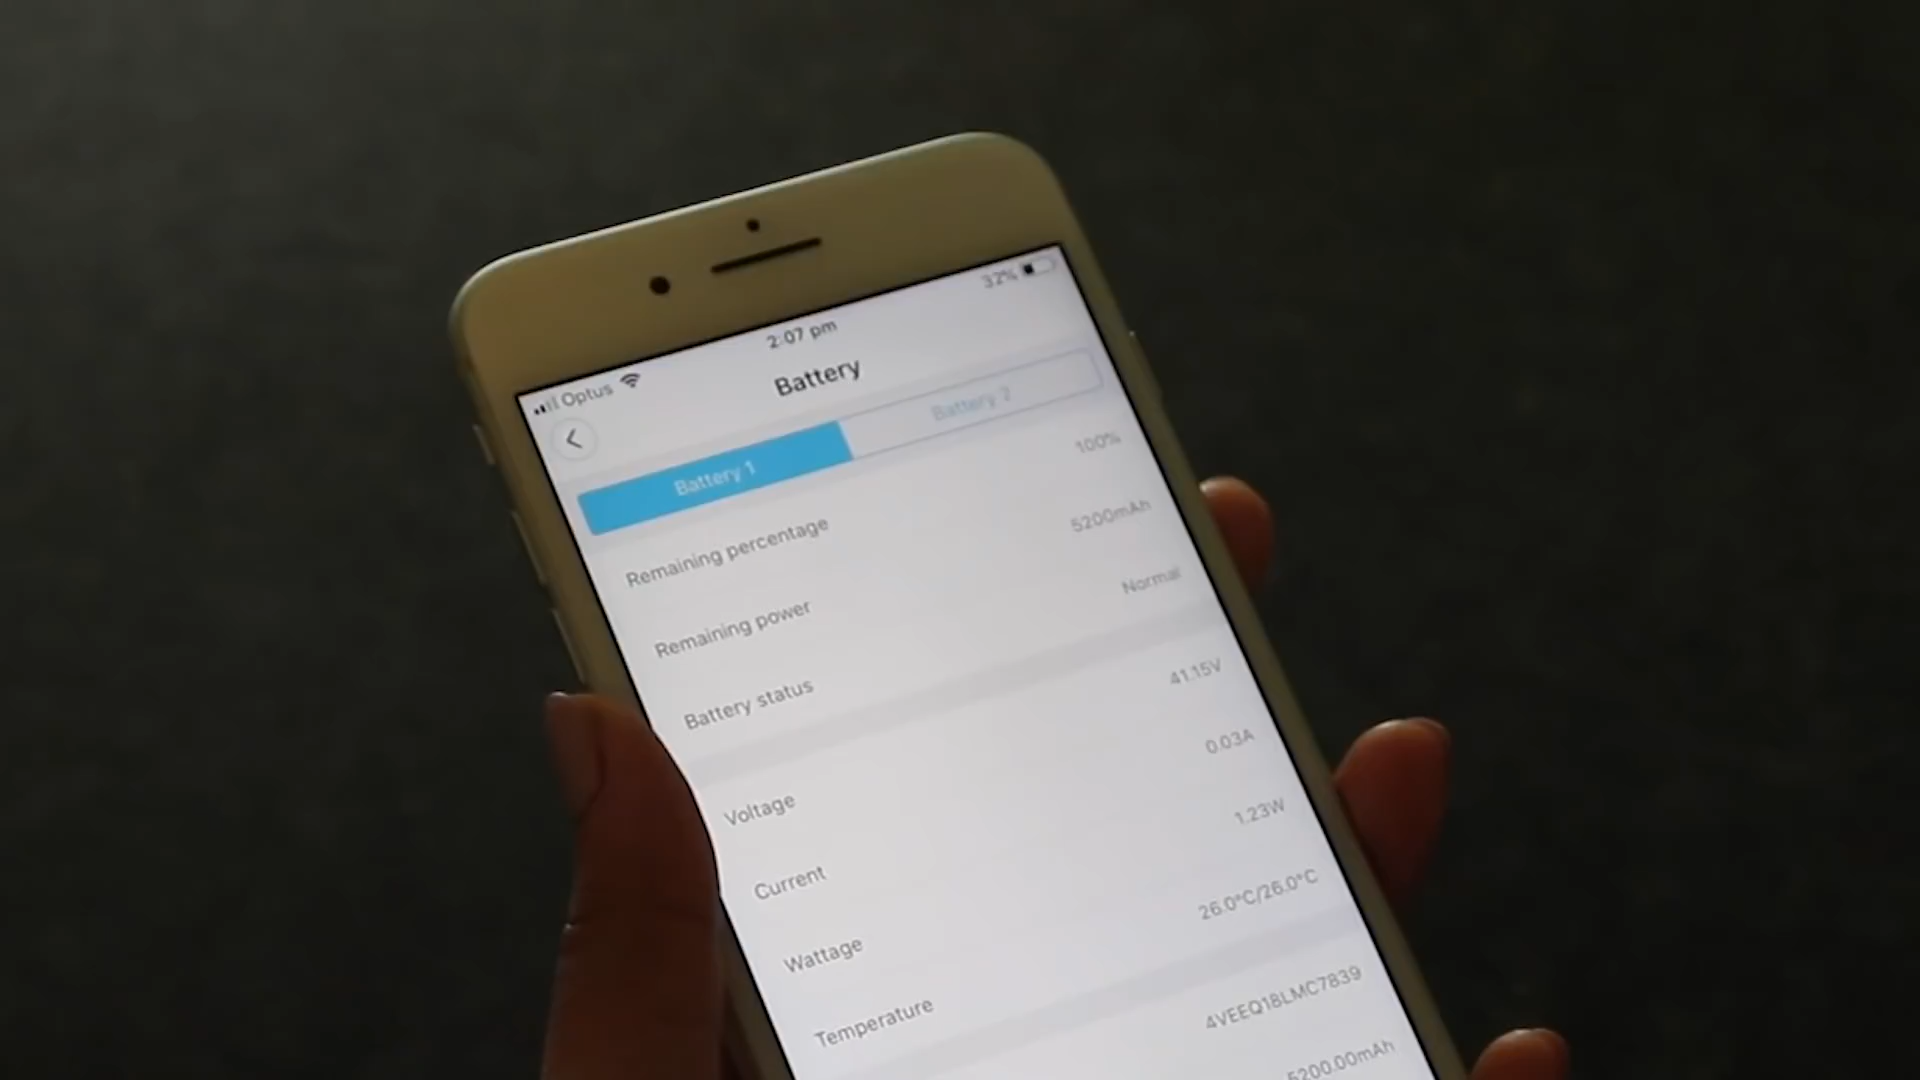 Optus 2:07 pm 32%
Battery
Battery 1 Battery 2
Remaining percentage 100%
Remaining power 5200mAh
Battery status Normal
Voltage 41.15V
Current 0.03A
Wattage 1.23W
Temperature 26.0°C/26.0°C
4VEEQ18LMC7839
5200.00mAh